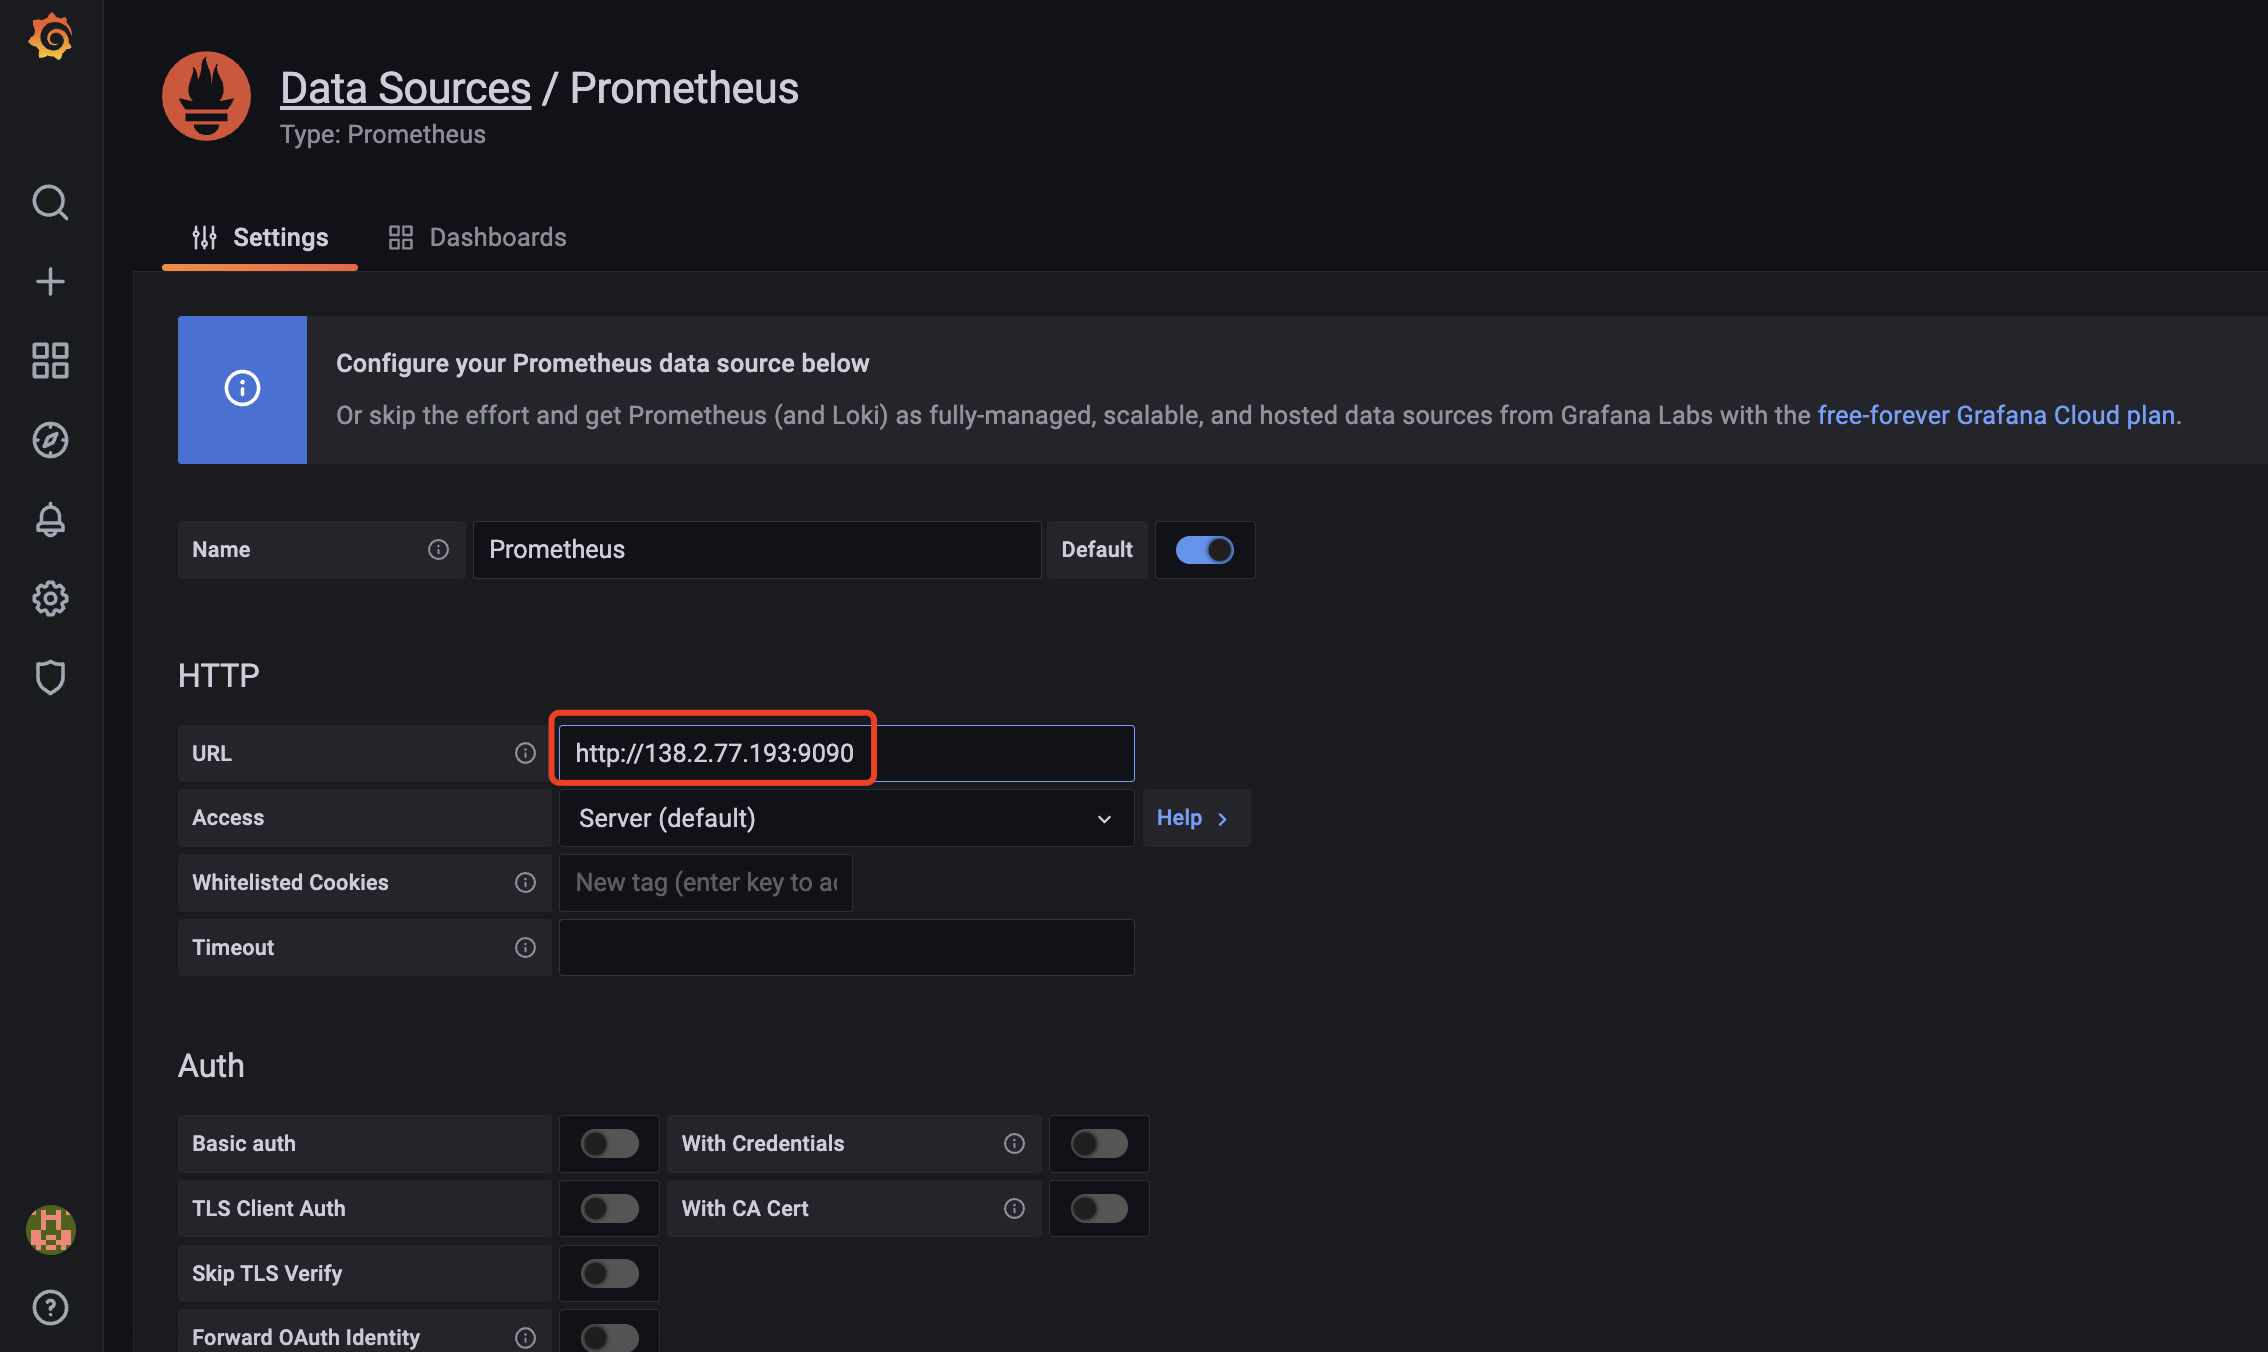 Data Sources / Prometheus
Type: Prometheus
Settings
Dashboards
Configure your Prometheus data source below
Or skip the effort and get Prometheus (and Loki) as fully-managed, scalable, and hosted data sources from Grafana Labs with the free-forever Grafana Cloud plan.
Name
Prometheus
Default
HTTP
URL
http://138.2.77.193:9090
Access
Server (default)
Help
Whitelisted Cookies
New tag (enter key to
Timeout
Auth
Basic auth
With Credentials
TLS Client Auth
With CA Cert
Skip TLS Verify
Forward OAuth Identity